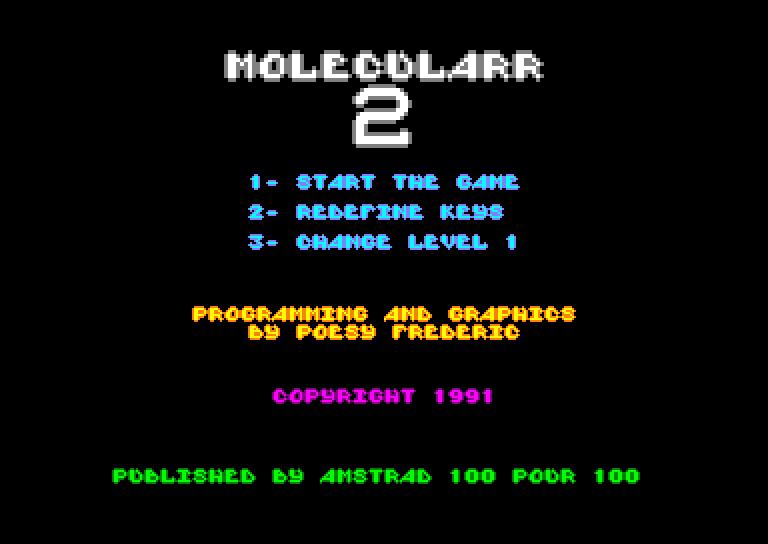 MOLECULARR
2
1- START THE GAME
2- REDEFINE KEYS
3- CHANGE LEVEL 1
PROGRAMMING AND GRAPHICS
BY POESY FREDERIC
COPYRIGHT 1991
PUBLISHED BY AMSTRAD 100 POUR 100